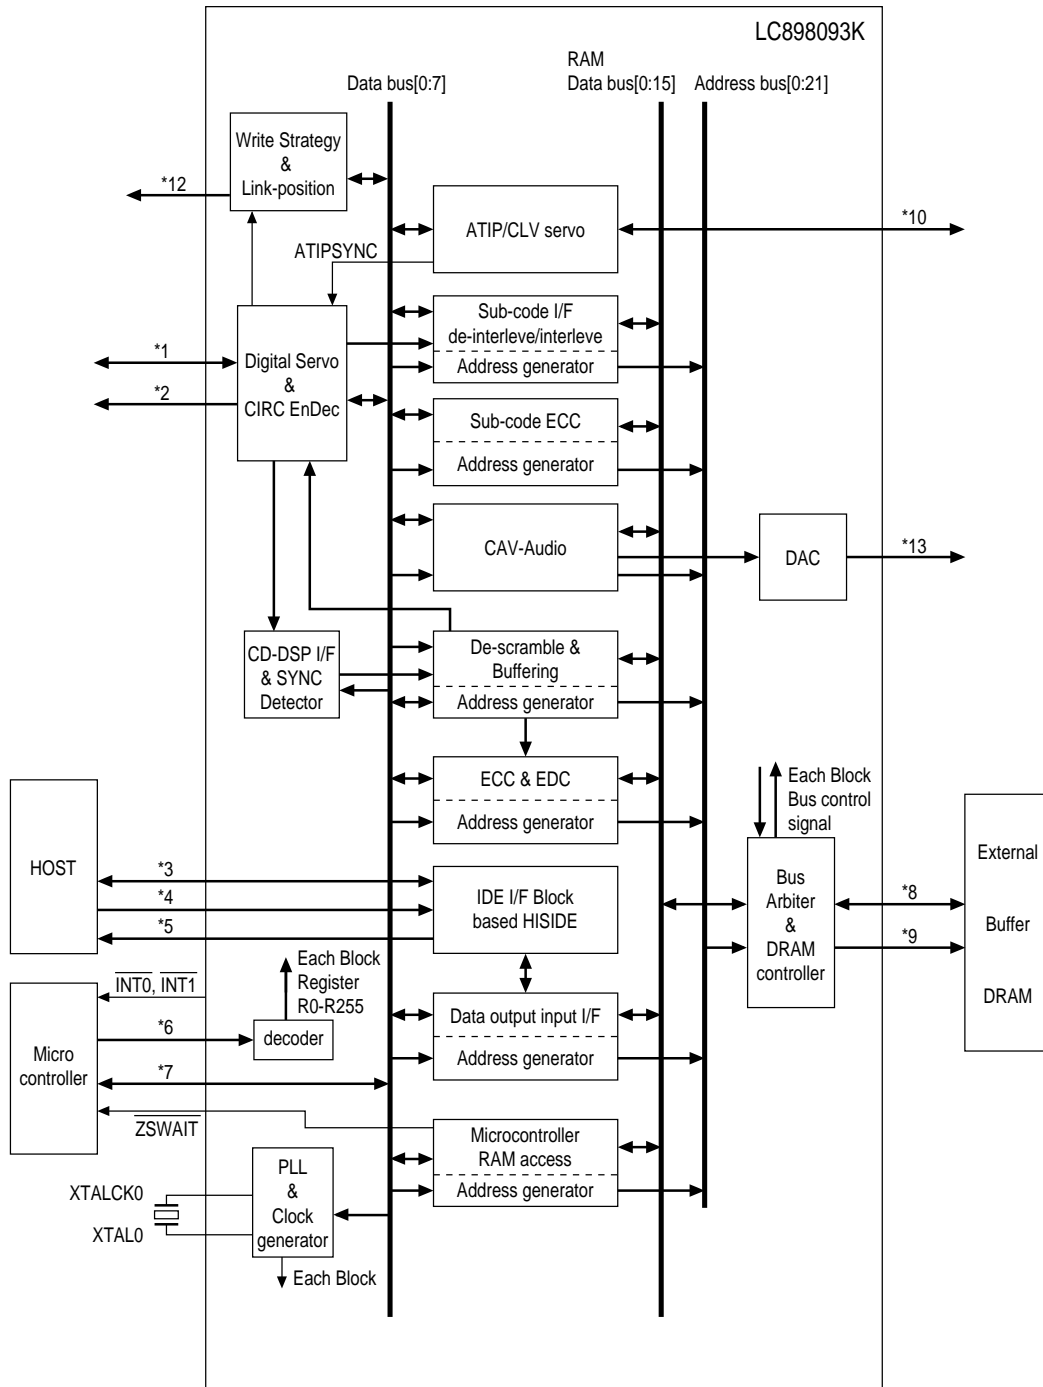 LC898093K
RAM
Data bus[0:7]
Data bus[0:15]
Address bus[0:21]
Write Strategy
&
Link-position
*12
ATIP/CLV servo
*10
ATIPSYNC
Sub-code I/F
de-interleve/interleve
Address generator
*1
*2
Digital Servo
&
CIRC EnDec
Sub-code ECC
Address generator
CAV-Audio
DAC
*13
CD-DSP I/F
& SYNC
Detector
De-scramble &
Buffering
Address generator
ECC & EDC
Address generator
Each Block
Bus control
signal
HOST
*3
*4
*5
IDE I/F Block
based HISIDE
Bus
Arbiter
&
DRAM
controller
*8
*9
External
Buffer
DRAM
INT0, INT1
Each Block
Register
R0-R255
*6
decoder
Micro
controller
*7
Data output input I/F
Address generator
ZSWAIT
Microcontroller
RAM access
Address generator
XTALCK0
XTAL0
PLL
&
Clock
generator
Each Block